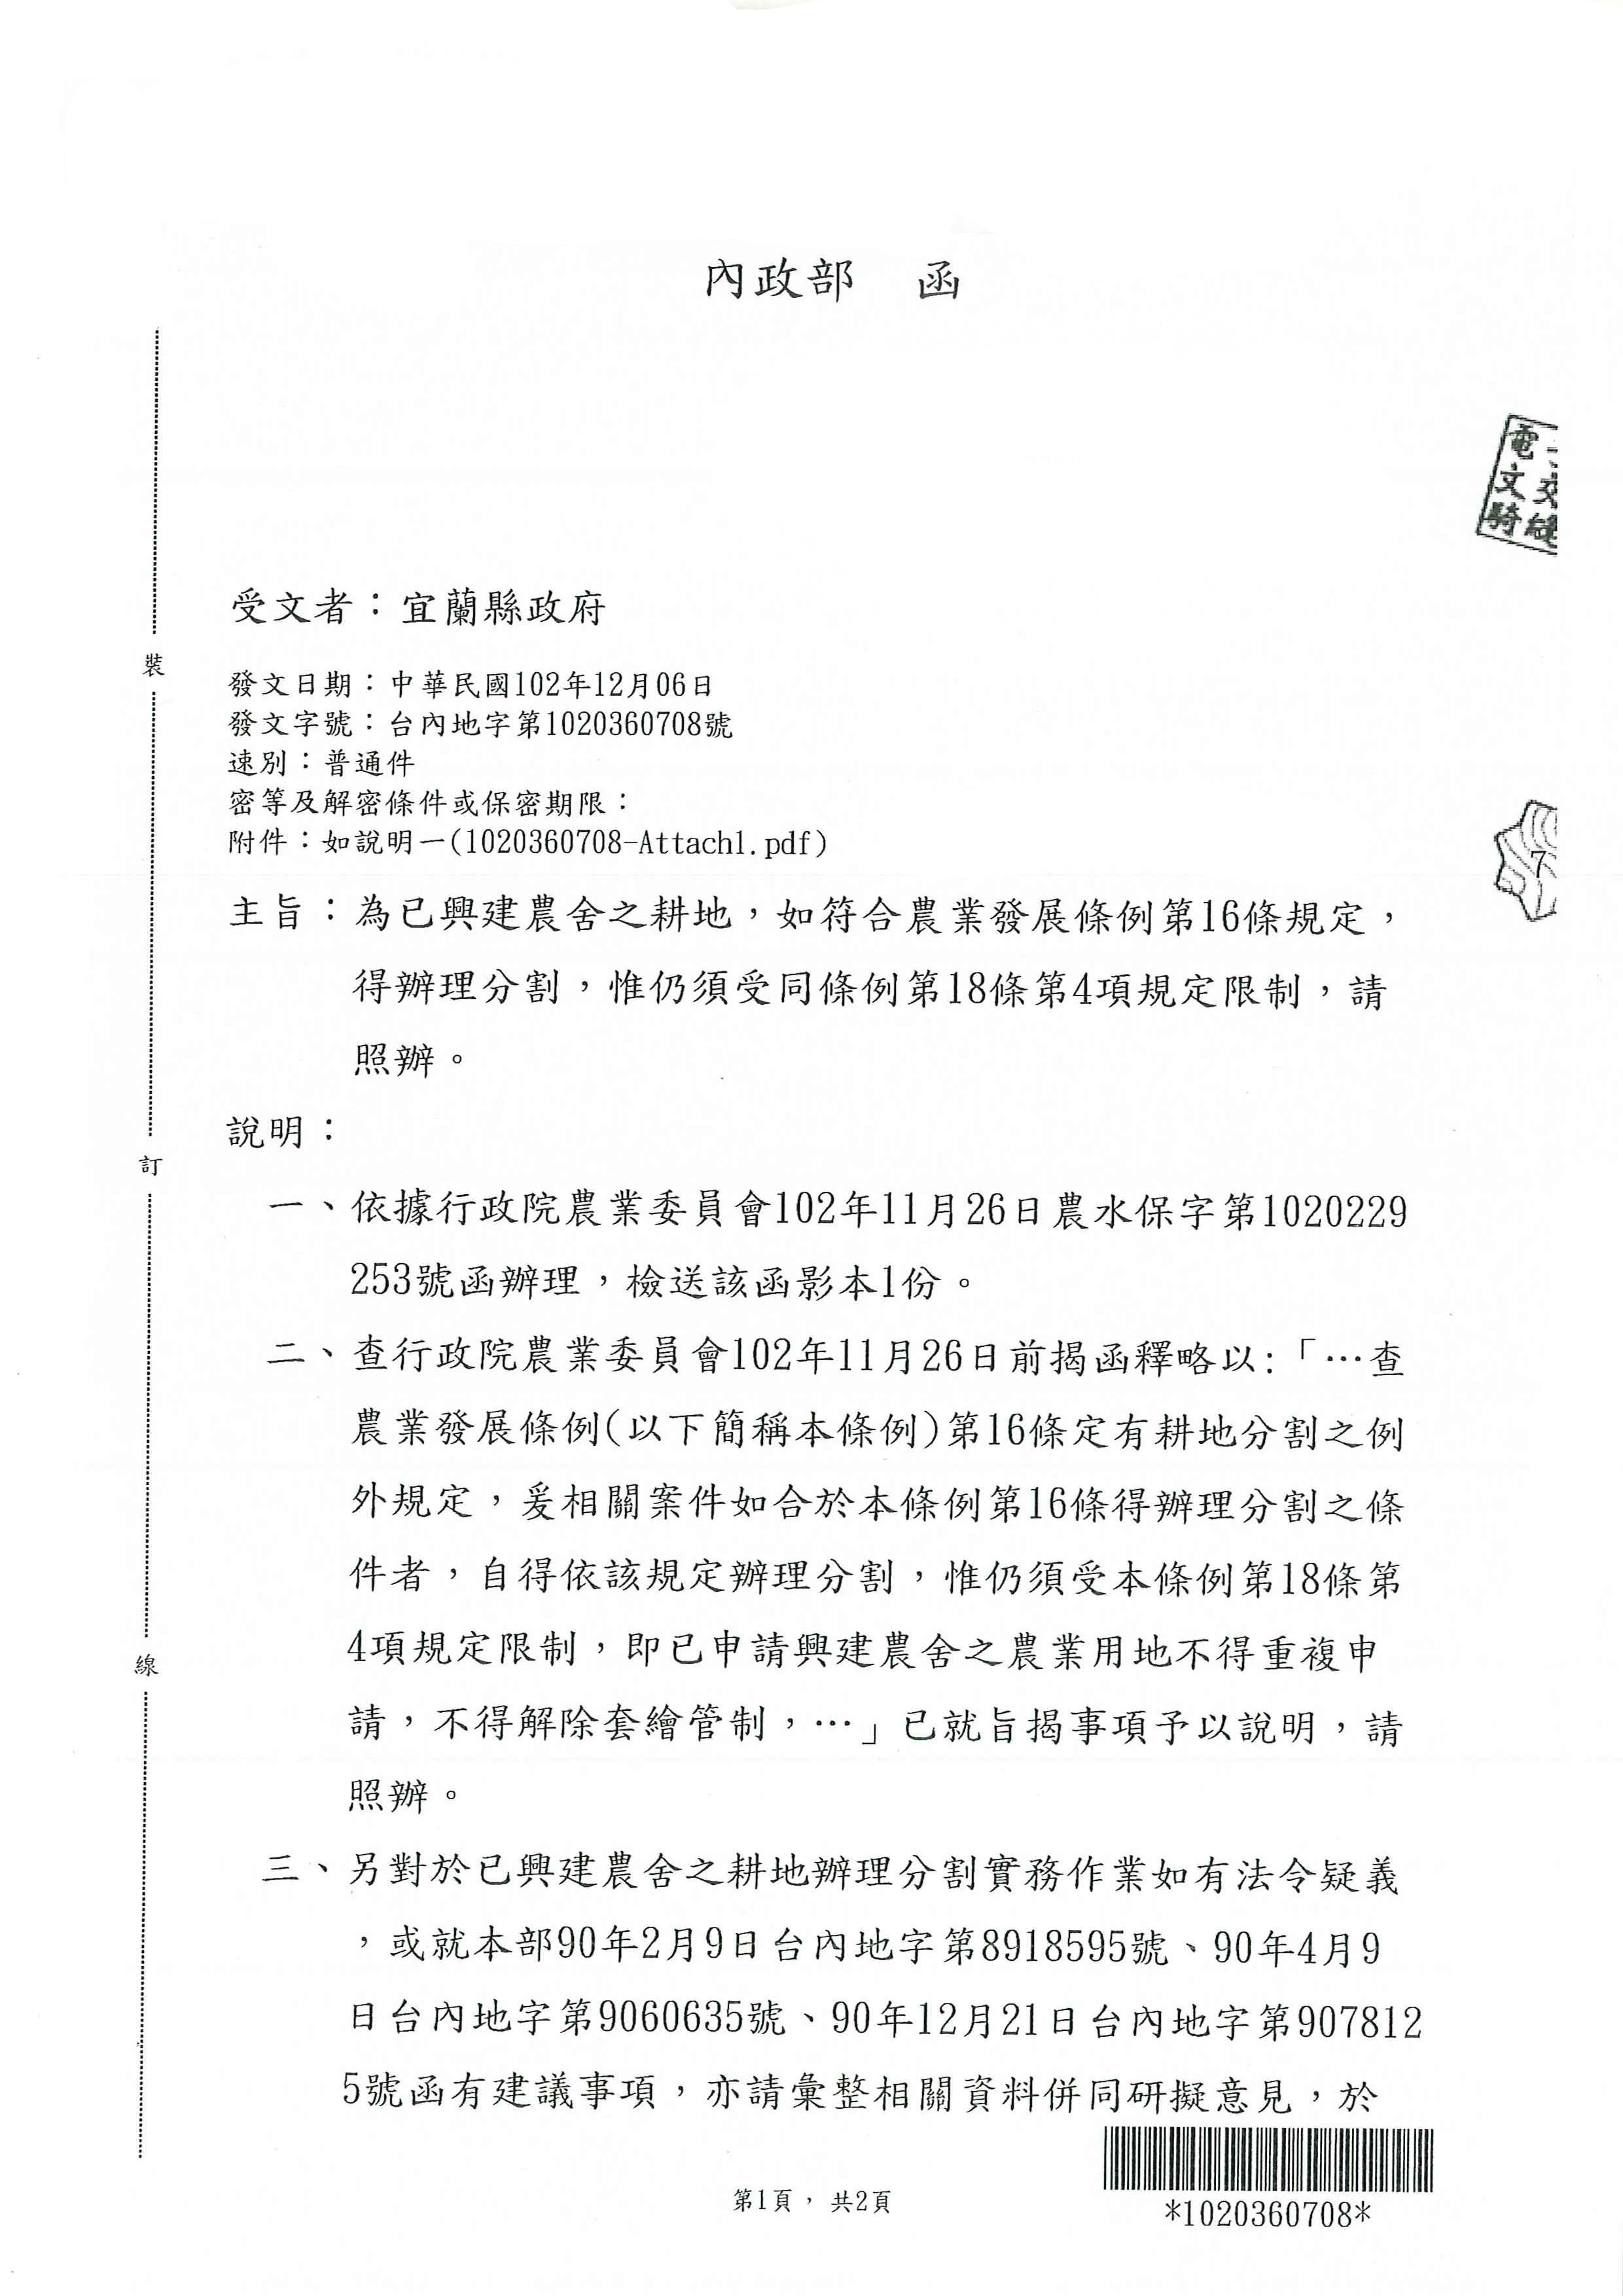 內政部 函
電
文交
騎縫
受文者：宜蘭縣政府
裝
發文日期：中華民國102年12月06日
發文字號：台內地字第1020360708號
速別：普通件
密等及解密條件或保密期限：
附件：如說明一(1020360708-Attach1.pdf)
7
主旨：為已興建農舍之耕地，如符合農業發展條例第16條規定，
得辦理分割，惟仍須受同條例第18條第4項規定限制，請
照辦。
說明：
訂
一、依據行政院農業委員會102年11月26日農水保字第1020229
253號函辦理，檢送該函影本1份。
二、查行政院農業委員會102年11月26日前揭函釋略以:「…查
農業發展條例(以下簡稱本條例)第16條定有耕地分割之例
外規定，爰相關案件如合於本條例第16條得辦理分割之條
件者，自得依該規定辦理分割，惟仍須受本條例第18條第
4項規定限制，即已申請興建農舍之農業用地不得重複申
線
請，不得解除套繪管制，…」已就旨揭事項予以說明，請
照辦。
三、另對於已興建農舍之耕地辦理分割實務作業如有法令疑義
，或就本部90年2月9日台內地字第8918595號、90年4月9
日台內地字第9060635號、90年12月21日台內地字第907812
5號函有建議事項，亦請彙整相關資料併同研擬意見，於
第1頁，共2頁
*1020360708*